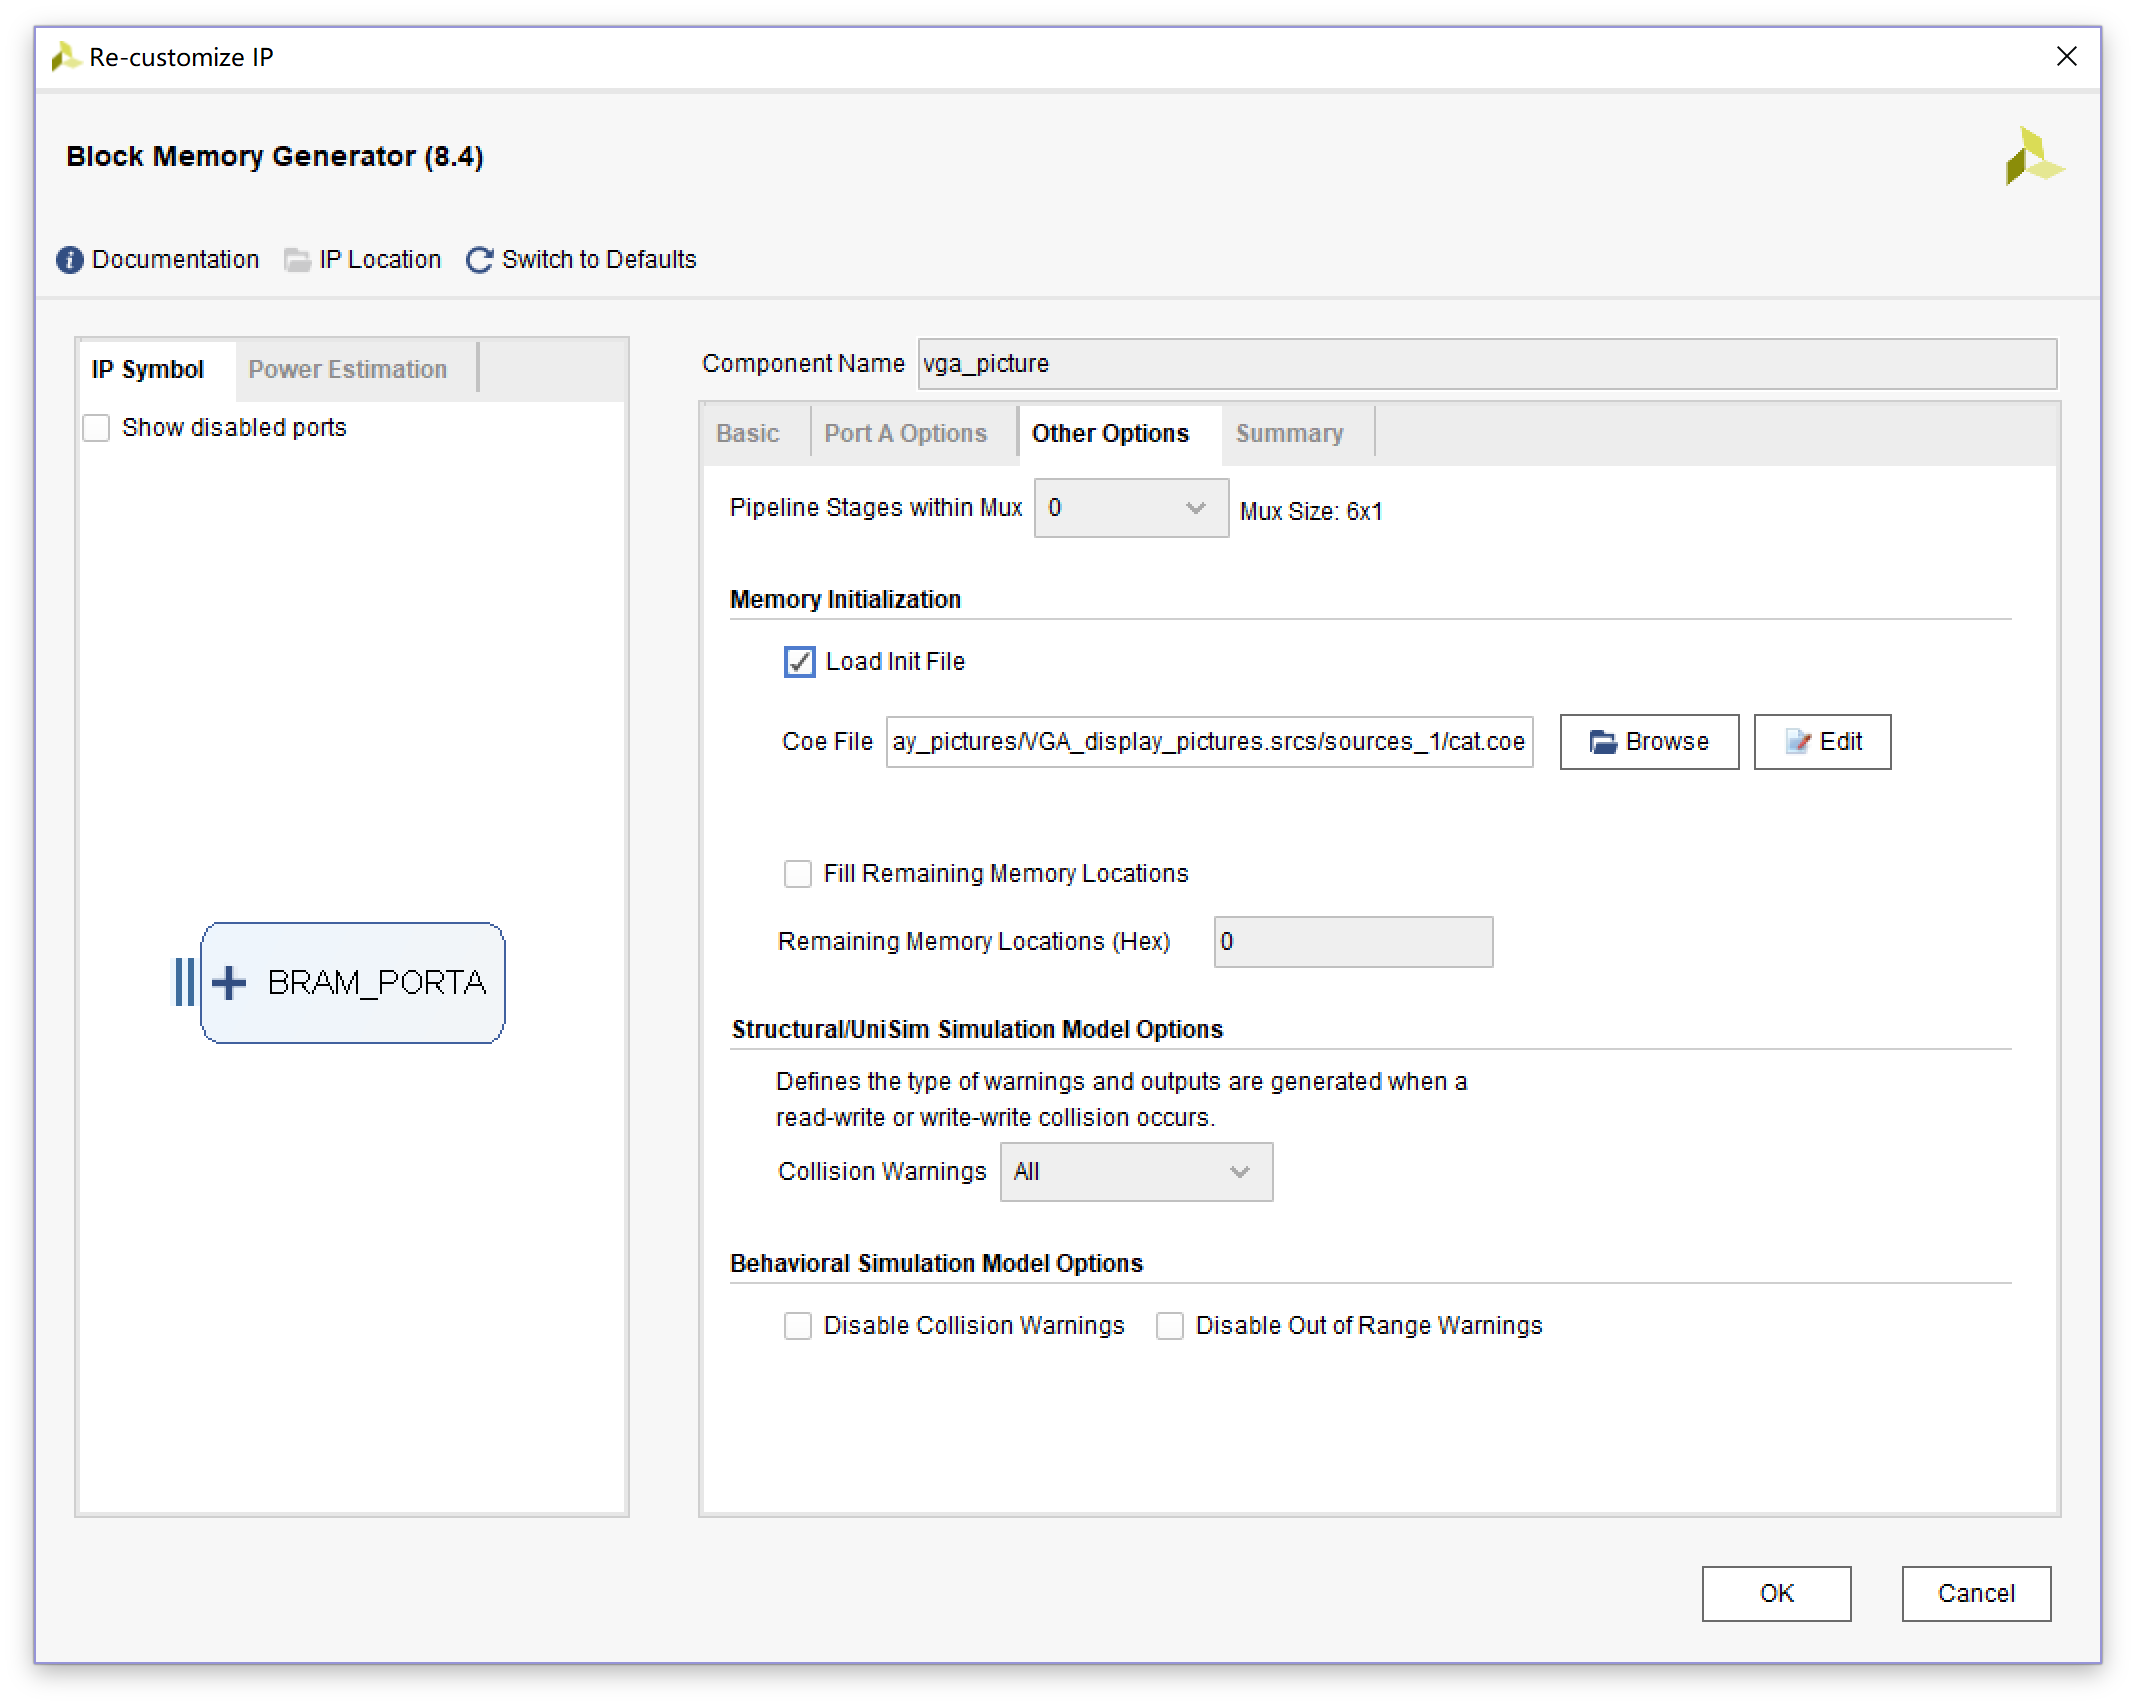 Re-customize IP
Block Memory Generator (8.4)
Documentation IP Location Switch to Defaults
IP Symbol Power Estimation
Show disabled ports
BRAM_PORTA
Component Name vga_picture
Basic Port A Options Other Options Summary
Pipeline Stages within Mux 0 Mux Size: 6x1
Memory Initialization
Load Init File
Coe File ay_pictures/VGA_display_pictures.srcs/sources_1/cat.coe Browse Edit
Fill Remaining Memory Locations
Remaining Memory Locations (Hex) 0
Structural/UniSim Simulation Model Options
Defines the type of warnings and outputs are generated when a
read-write or write-write collision occurs.
Collision Warnings All
Behavioral Simulation Model Options
Disable Collision Warnings Disable Out of Range Warnings
OK Cancel